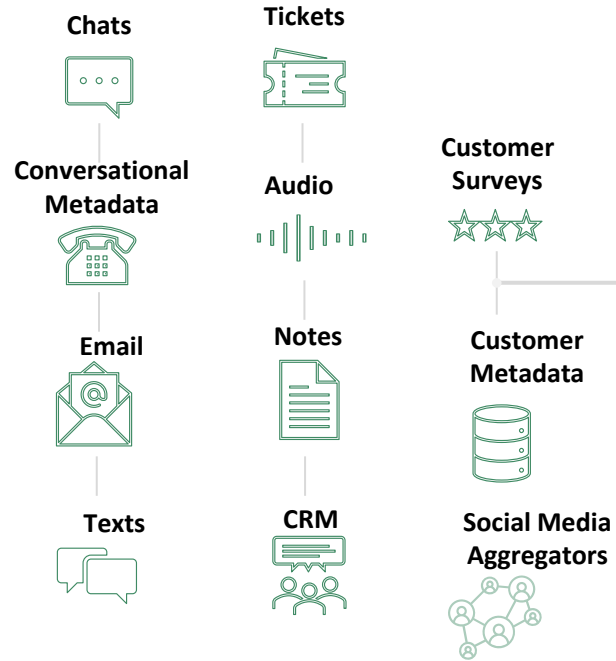 Chats
Conversational
Metadata
Email
@
Texts
Tickets
Audio
Notes
CRM
Customer
Surveys
Customer
Metadata
Social Media
Aggregators